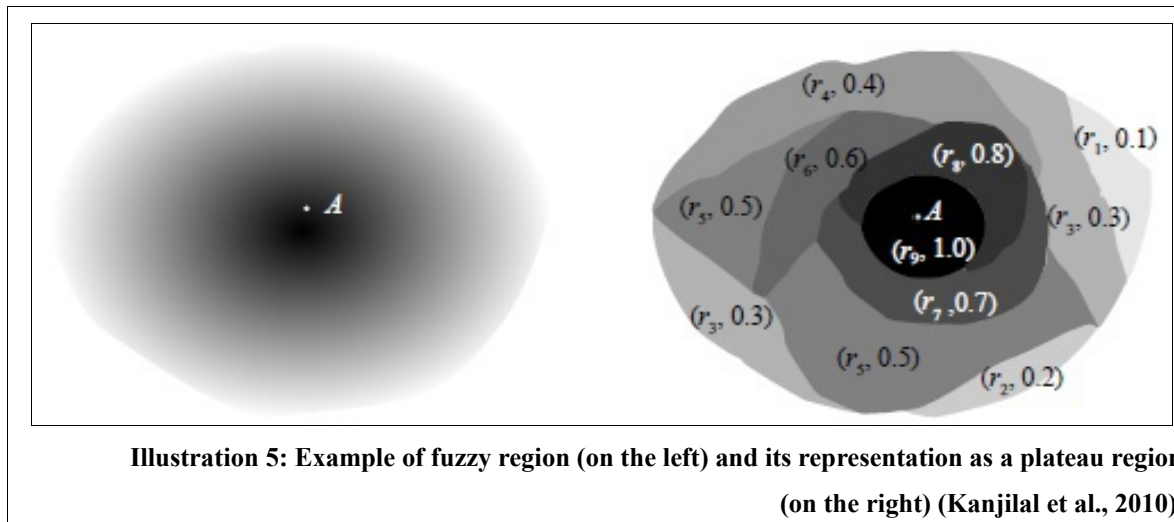 A
(r4, 0.4)
(r1, 0.1)
(r8, 0.8)
(r6, 0.6)
(r5, 0.5)
A
(r3, 0.3)
(r9, 1.0)
(r7 ,0.7)
(r3, 0.3)
(r5, 0.5)
(r2, 0.2)
Illustration 5: Example of fuzzy region (on the left) and its representation as a plateau region
(on the right) (Kanjilal et al., 2010)